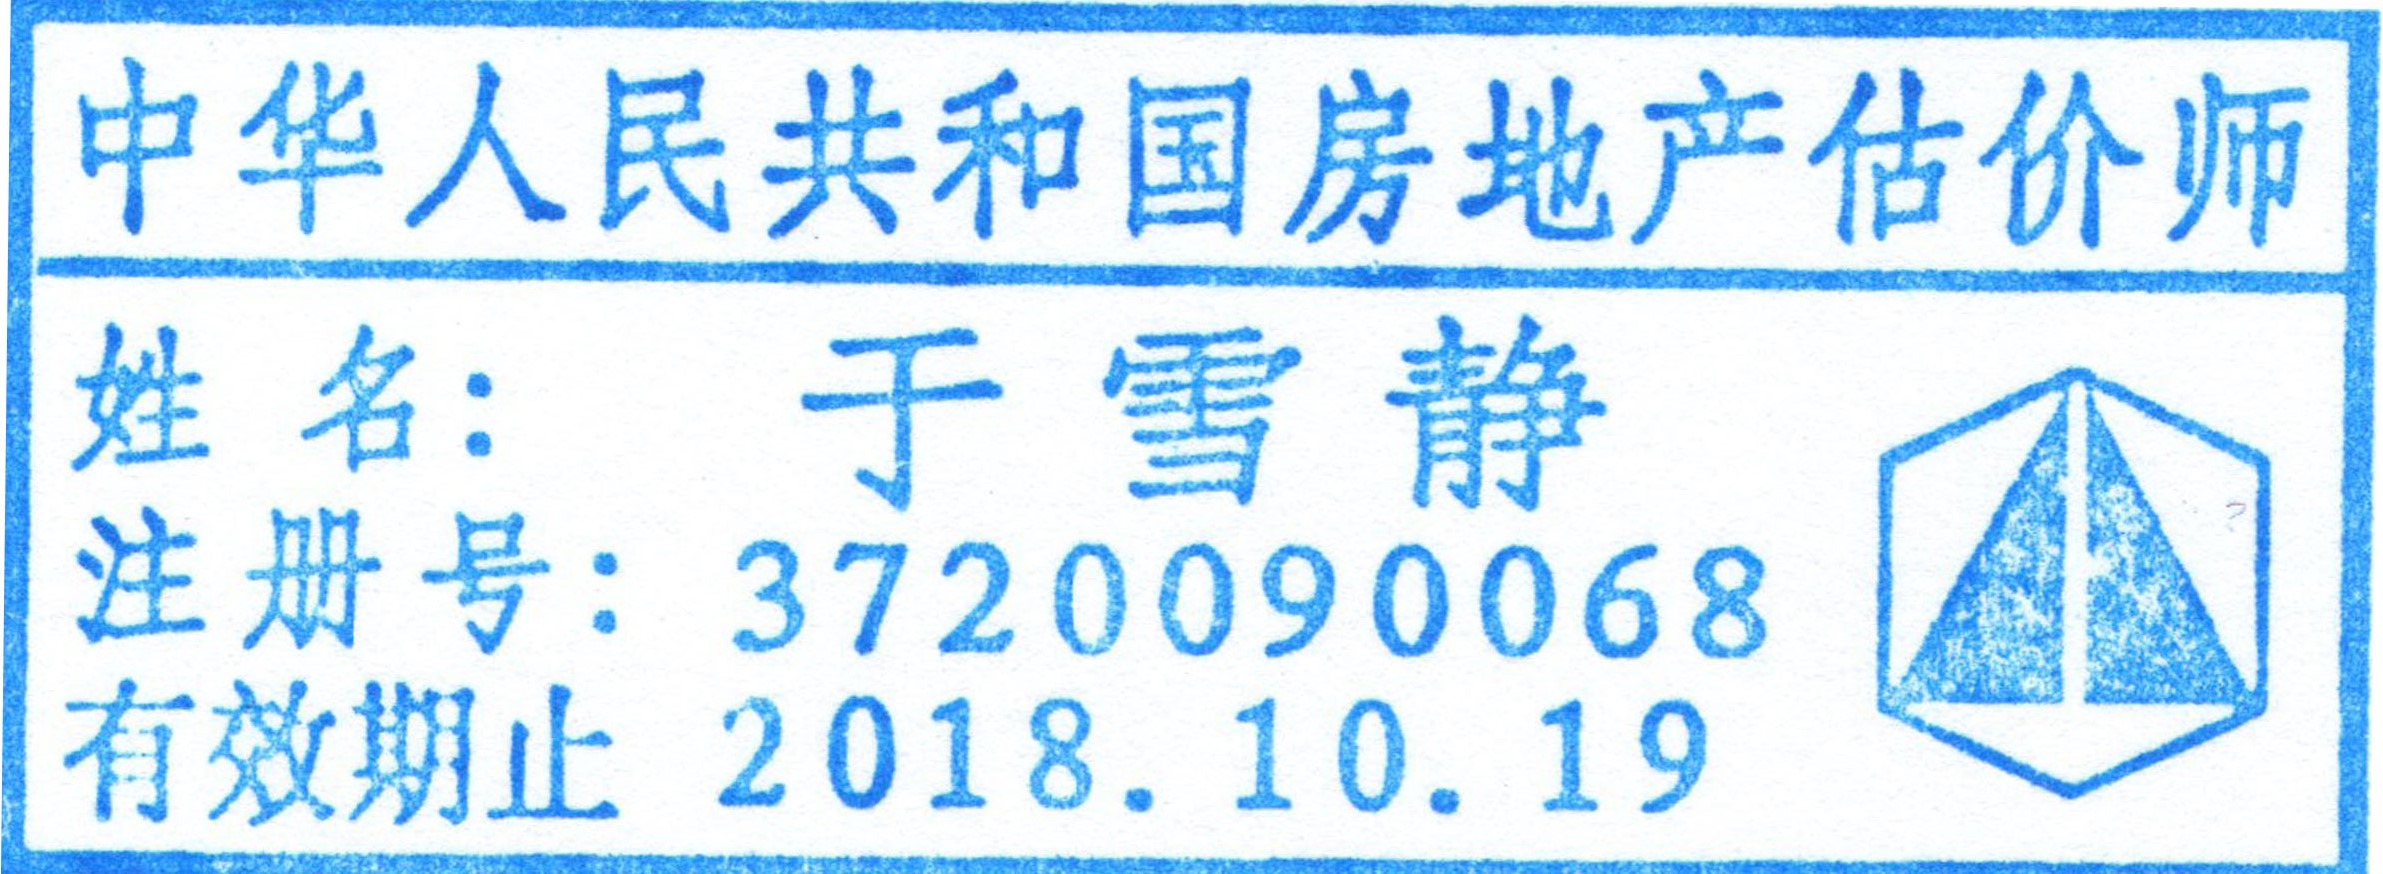 中华人民共和国房地产估价师
姓 名： 于雪静
注册号：3720090068
有效期止 2018.10.19